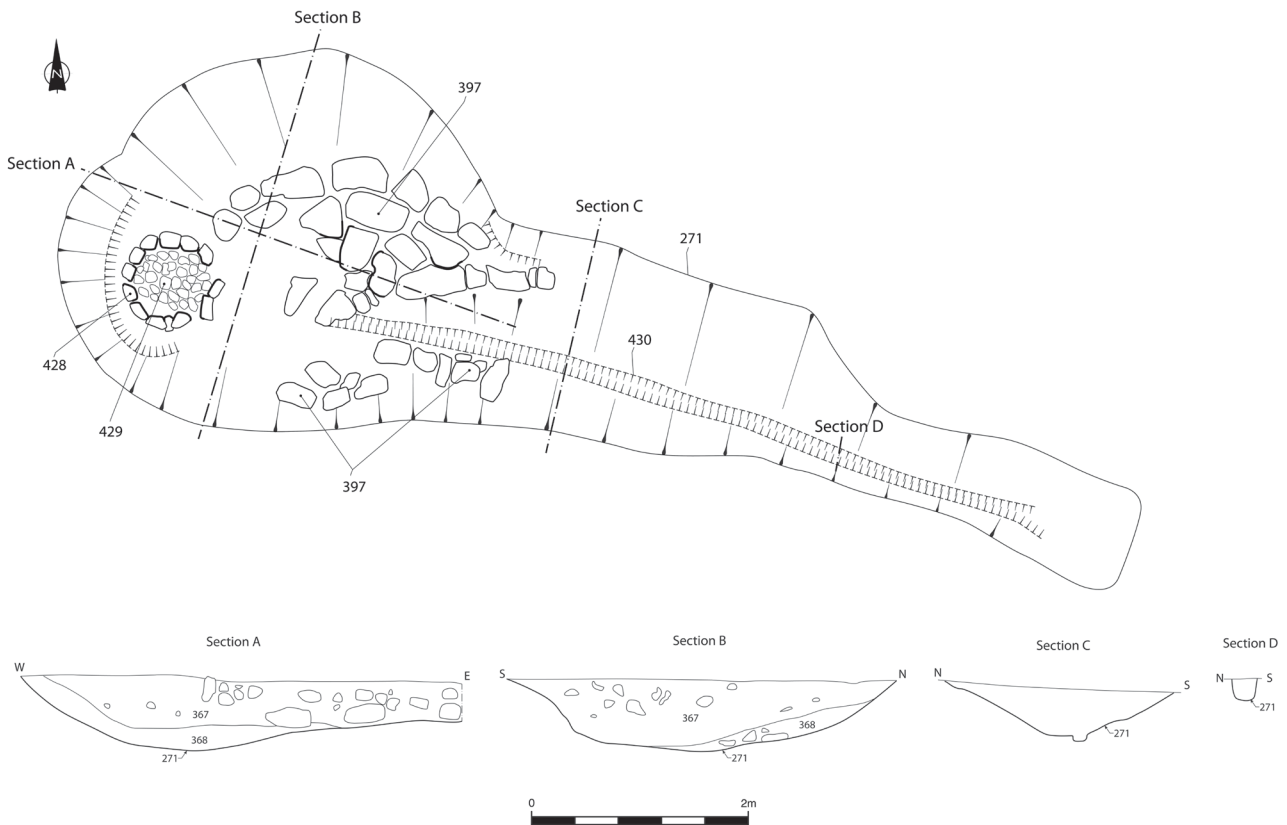 Section B
N
397
Section A
Section C
271
430
428
Section D
429
397
Section A
Section B
Section C
Section D
W
E
367
368
271
S
N
367
368
271
N
S
271
N
S
271
0
2m